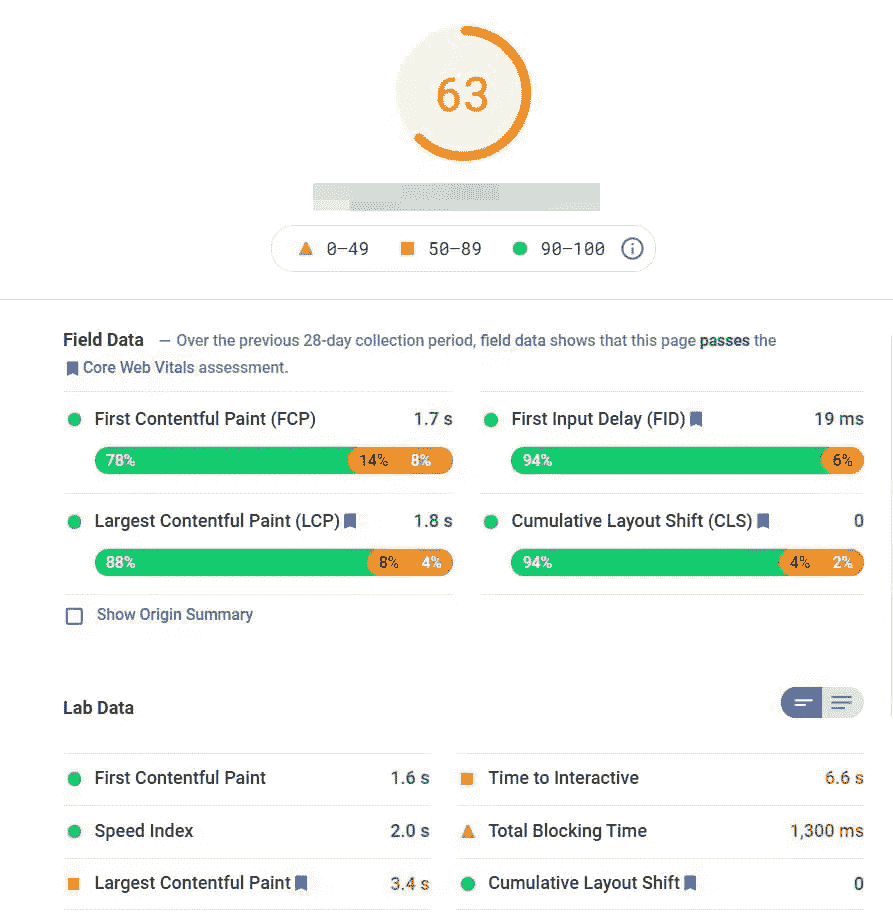 63
0–49 50–89 90–100
Field Data — Over the previous 28-day collection period, field data shows that this page passes the
Core Web Vitals assessment.
First Contentful Paint (FCP) 1.7 s
78% 14% 8%
First Input Delay (FID) 19 ms
94% 6%
Largest Contentful Paint (LCP) 1.8 s
88% 8% 4%
Cumulative Layout Shift (CLS) 0
94% 4% 2%
Show Origin Summary
Lab Data
First Contentful Paint 1.6 s
Time to Interactive 6.6 s
Speed Index 2.0 s
Total Blocking Time 1,300 ms
Largest Contentful Paint 3.4 s
Cumulative Layout Shift 0